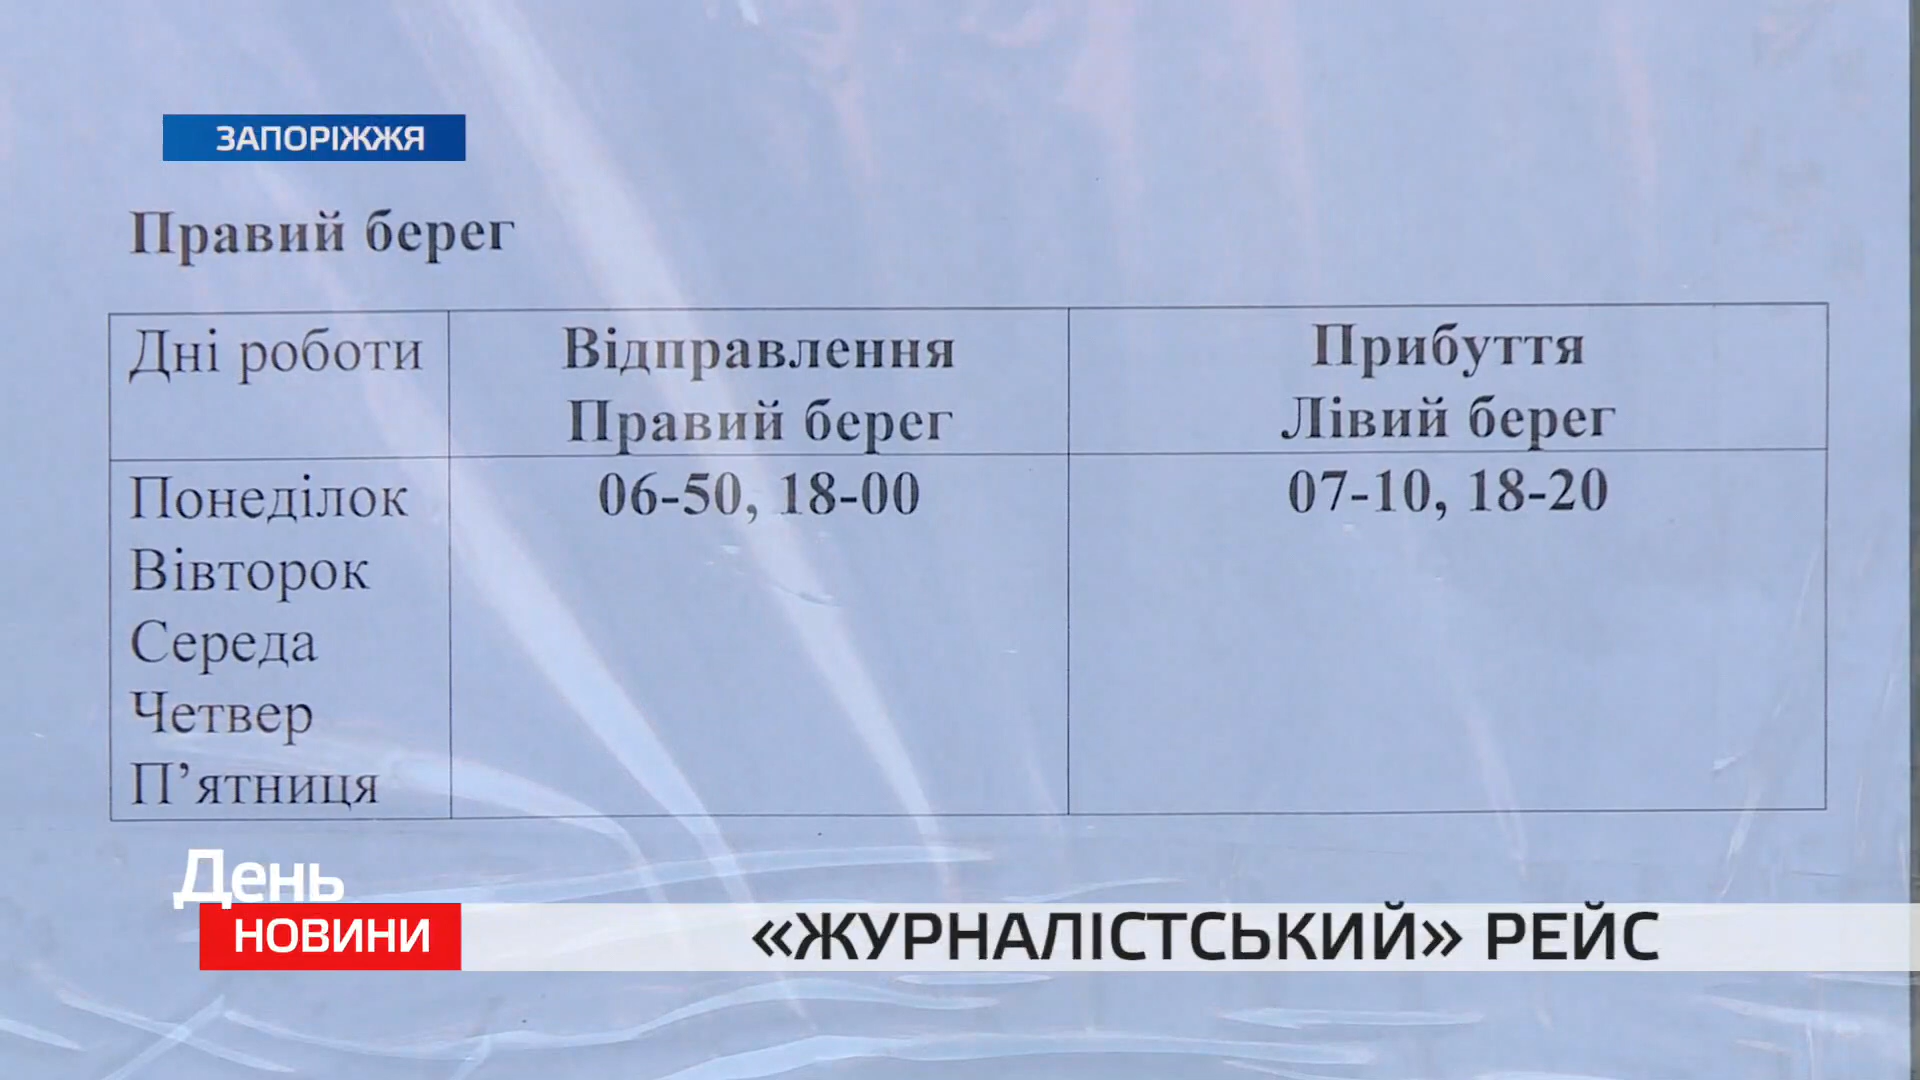 ЗАПОРІЖЖЯ
Правий берег
Дні роботи
Відправлення
Правий берег
Прибуття
Лівий берег
Понеділок
Вівторок
Середа
Четвер
П’ятниця
06-50, 18-00
07-10, 18-20
День
НОВИНИ
«ЖУРНАЛІСТСЬКИЙ» РЕЙС